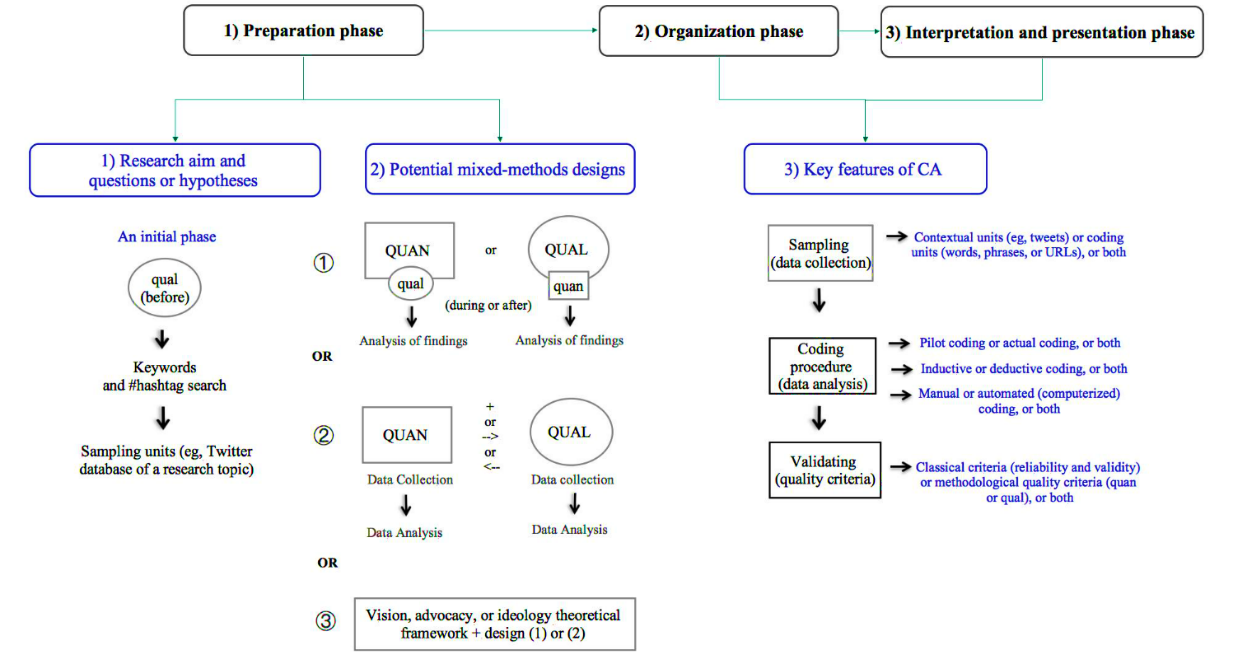 1) Preparation phase
2) Organization phase
3) Interpretation and presentation phase
1) Research aim and
questions or hypotheses
2) Potential mixed-methods designs
3) Key features of CA
An initial phase
qual
(before)
Keywords
and #hashtag search
Sampling units (eg, Twitter
database of a research topic)
①
QUAN
qual
or
QUAL
quan
(during or after)
Analysis of findings
Analysis of findings
OR
②
QUAN
+
or
-->
or
<--
QUAL
Data Collection
Data collection
Data Analysis
Data Analysis
OR
③
Vision, advocacy, or ideology theoretical
framework + design (1) or (2)
Sampling
(data collection)
Contextual units (eg, tweets) or coding
units (words, phrases, or URLs), or both
Coding
procedure
(data analysis)
Pilot coding or actual coding, or both
Inductive or deductive coding, or both
Manual or automated (computerized)
coding, or both
Validating
(quality criteria)
Classical criteria (reliability and validity)
or methodological quality criteria (quan
or qual), or both